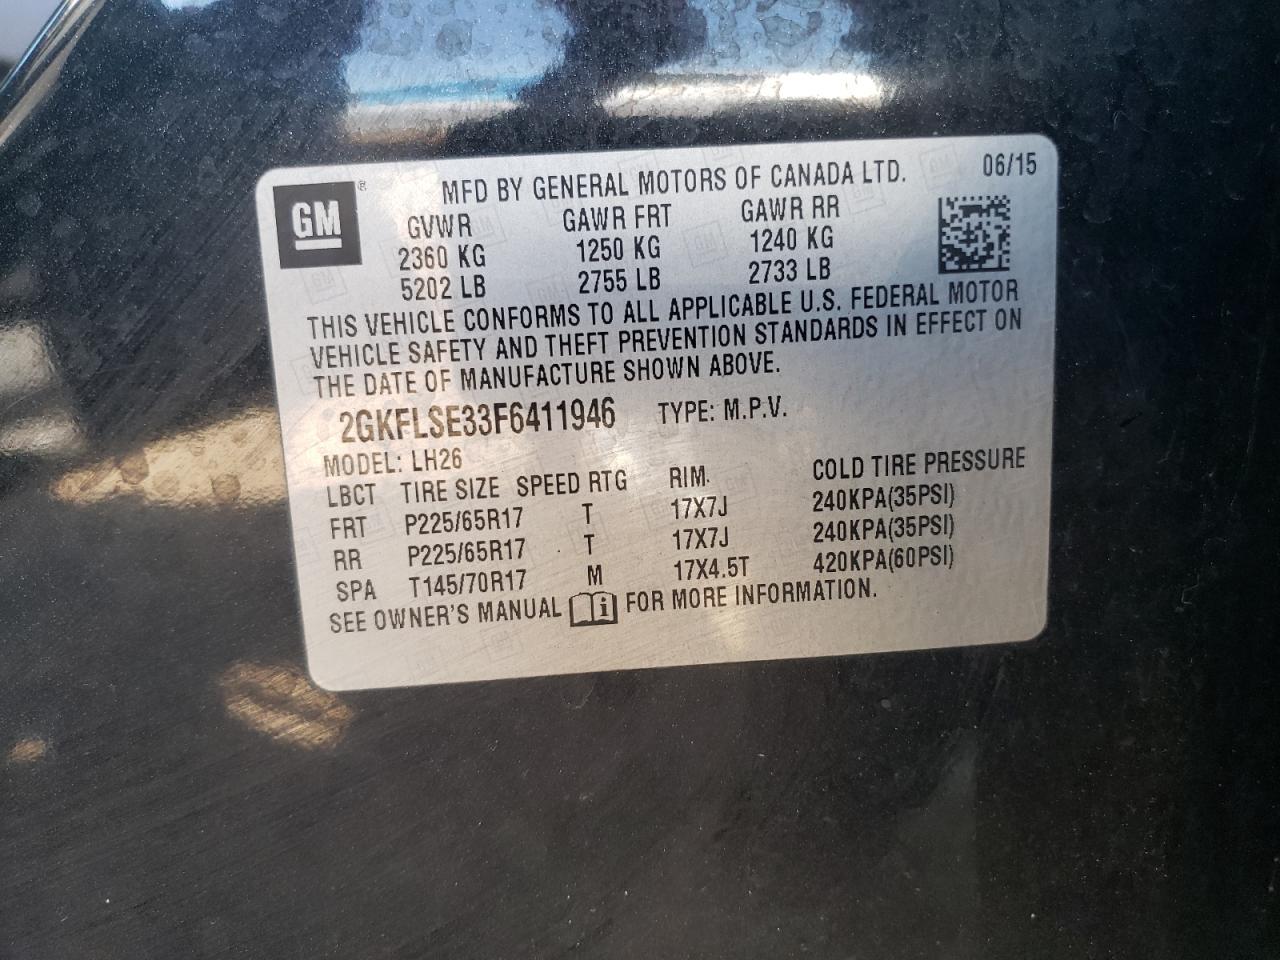 GM ®
MFD BY GENERAL MOTORS OF CANADA LTD. 06/15
GVWR GAWR FRT GAWR RR
2360 KG 1250 KG 1240 KG
5202 LB 2755 LB 2733 LB
THIS VEHICLE CONFORMS TO ALL APPLICABLE U.S. FEDERAL MOTOR
VEHICLE SAFETY AND THEFT PREVENTION STANDARDS IN EFFECT ON
THE DATE OF MANUFACTURE SHOWN ABOVE.
2GKFLSE33F6411946 TYPE: M.P.V.
MODEL: LH26
LBCT TIRE SIZE SPEED RTG RIM. COLD TIRE PRESSURE
FRT P225/65R17 T 17X7J 240KPA(35PSI)
RR P225/65R17 T 17X7J 240KPA(35PSI)
SPA T145/70R17 M 17X4.5T 420KPA(60PSI)
SEE OWNER'S MANUAL i FOR MORE INFORMATION.